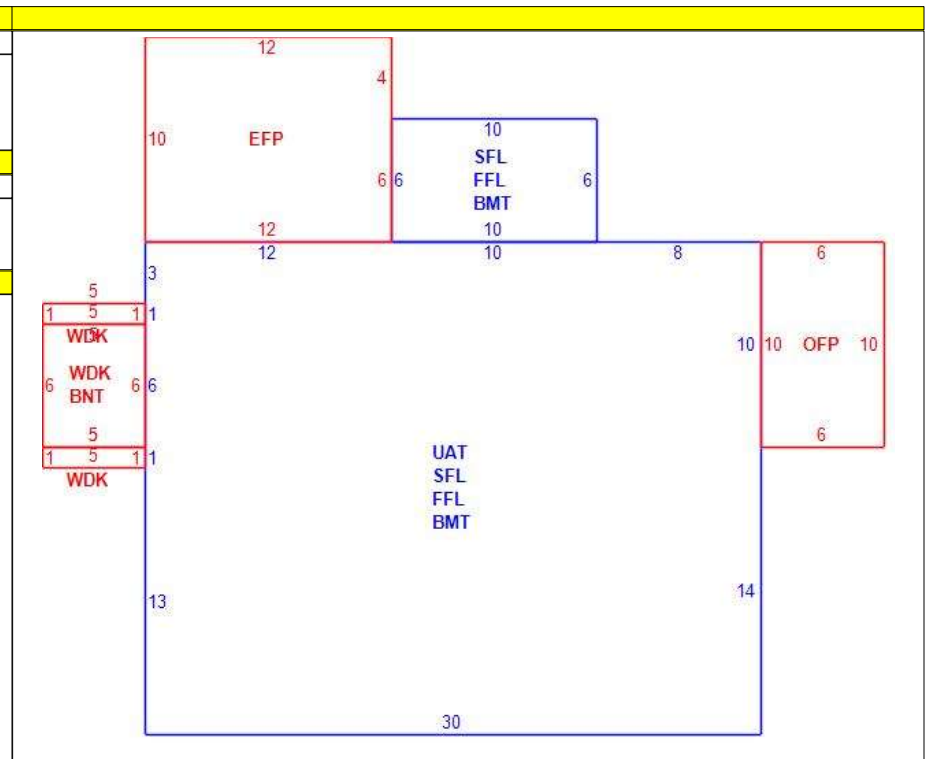 12
4
10 EFP
10
SFL
6 6 FFL 6
BMT
12 10
12 10 8 6
3
5
1 5 1 1
5
WDK
10 10 OFP 10
WDK
6 6 6
BNT
5 6
1 5 1 1
UAT
WDK SFL
FFL
BMT
14
13
30